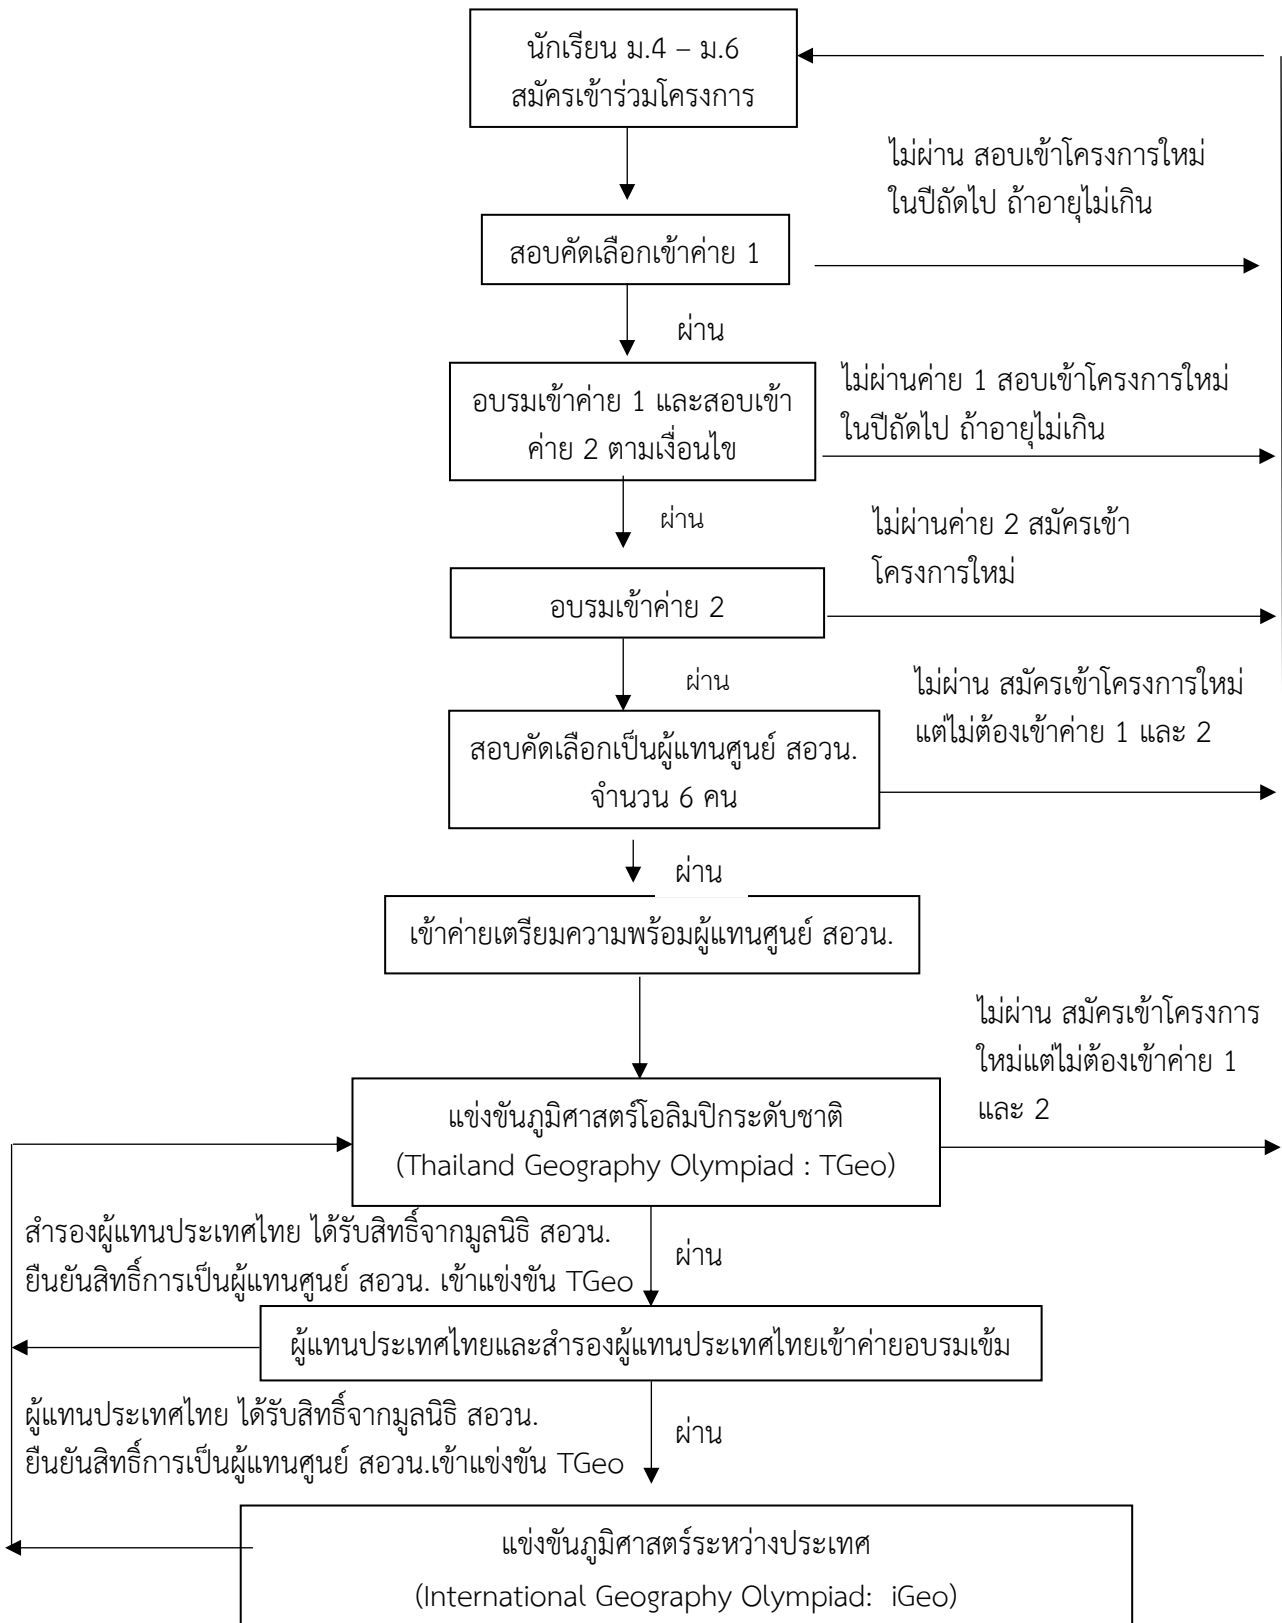 นักเรียน ม.4 – ม.6
สมัครเข้าร่วมโครงการ
ไม่ผ่าน สอบเข้าโครงการใหม่
ในปีถัดไป ถ้าอายุไม่เกิน
สอบคัดเลือกเข้าค่าย 1
ผ่าน
ไม่ผ่านค่าย 1 สอบเข้าโครงการใหม่
ในปีถัดไป ถ้าอายุไม่เกิน
อบรมเข้าค่าย 1 และสอบเข้า
ค่าย 2 ตามเงื่อนไข
ผ่าน
ไม่ผ่านค่าย 2 สมัครเข้า
โครงการใหม่
อบรมเข้าค่าย 2
ผ่าน
ไม่ผ่าน สมัครเข้าโครงการใหม่
แต่ไม่ต้องเข้าค่าย 1 และ 2
สอบคัดเลือกเป็นผู้แทนศูนย์ สอวน.
จำนวน 6 คน
ผ่าน
เข้าค่ายเตรียมความพร้อมผู้แทนศูนย์ สอวน.
ไม่ผ่าน สมัครเข้าโครงการ
ใหม่แต่ไม่ต้องเข้าค่าย 1
และ 2
แข่งขันภูมิศาสตร์โอลิมปิกระดับชาติ
(Thailand Geography Olympiad : TGeo)
สำรองผู้แทนประเทศไทย ได้รับสิทธิ์จากมูลนิธิ สอวน.
ยืนยันสิทธิ์การเป็นผู้แทนศูนย์ สอวน. เข้าแข่งขัน TGeo
ผ่าน
ผู้แทนประเทศไทยและสำรองผู้แทนประเทศไทยเข้าค่ายอบรมเข้ม
ผู้แทนประเทศไทย ได้รับสิทธิ์จากมูลนิธิ สอวน.
ยืนยันสิทธิ์การเป็นผู้แทนศูนย์ สอวน.เข้าแข่งขัน TGeo
ผ่าน
แข่งขันภูมิศาสตร์ระหว่างประเทศ
(International Geography Olympiad: iGeo)